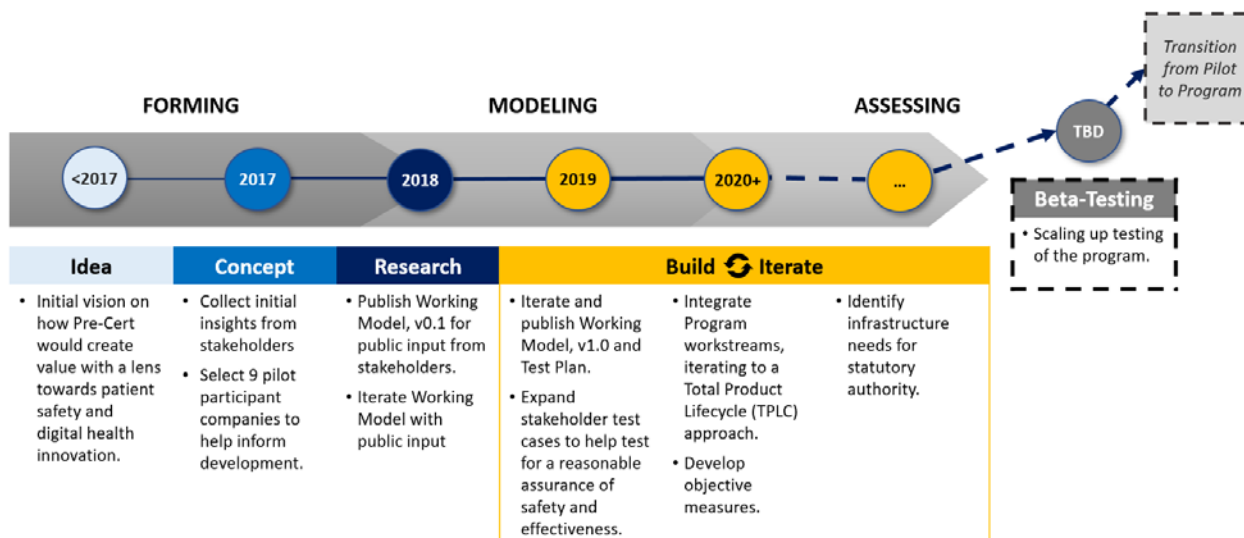 Transition
from Pilot
to Program
FORMING
MODELING
ASSESSING
TBD
<2017
2017
2018
2019
2020+
...
Beta-Testing
• Scaling up testing
of the program.
Idea
Concept
Research
Build Iterate
• Initial vision on
how Pre-Cert
would create
value with a lens
towards patient
safety and
digital health
innovation.
• Collect initial
insights from
stakeholders
• Select 9 pilot
participant
companies to
help inform
development.
• Publish Working
Model, v0.1 for
public input from
stakeholders.
• Iterate Working
Model with
public input
• Iterate and
publish Working
Model, v1.0 and
Test Plan.
• Expand
stakeholder test
cases to help test
for a reasonable
assurance of
safety and
effectiveness.
• Integrate
Program
workstreams,
iterating to a
Total Product
Lifecycle (TPLC)
approach.
• Develop
objective
measures.
• Identify
infrastructure
needs for
statutory
authority.